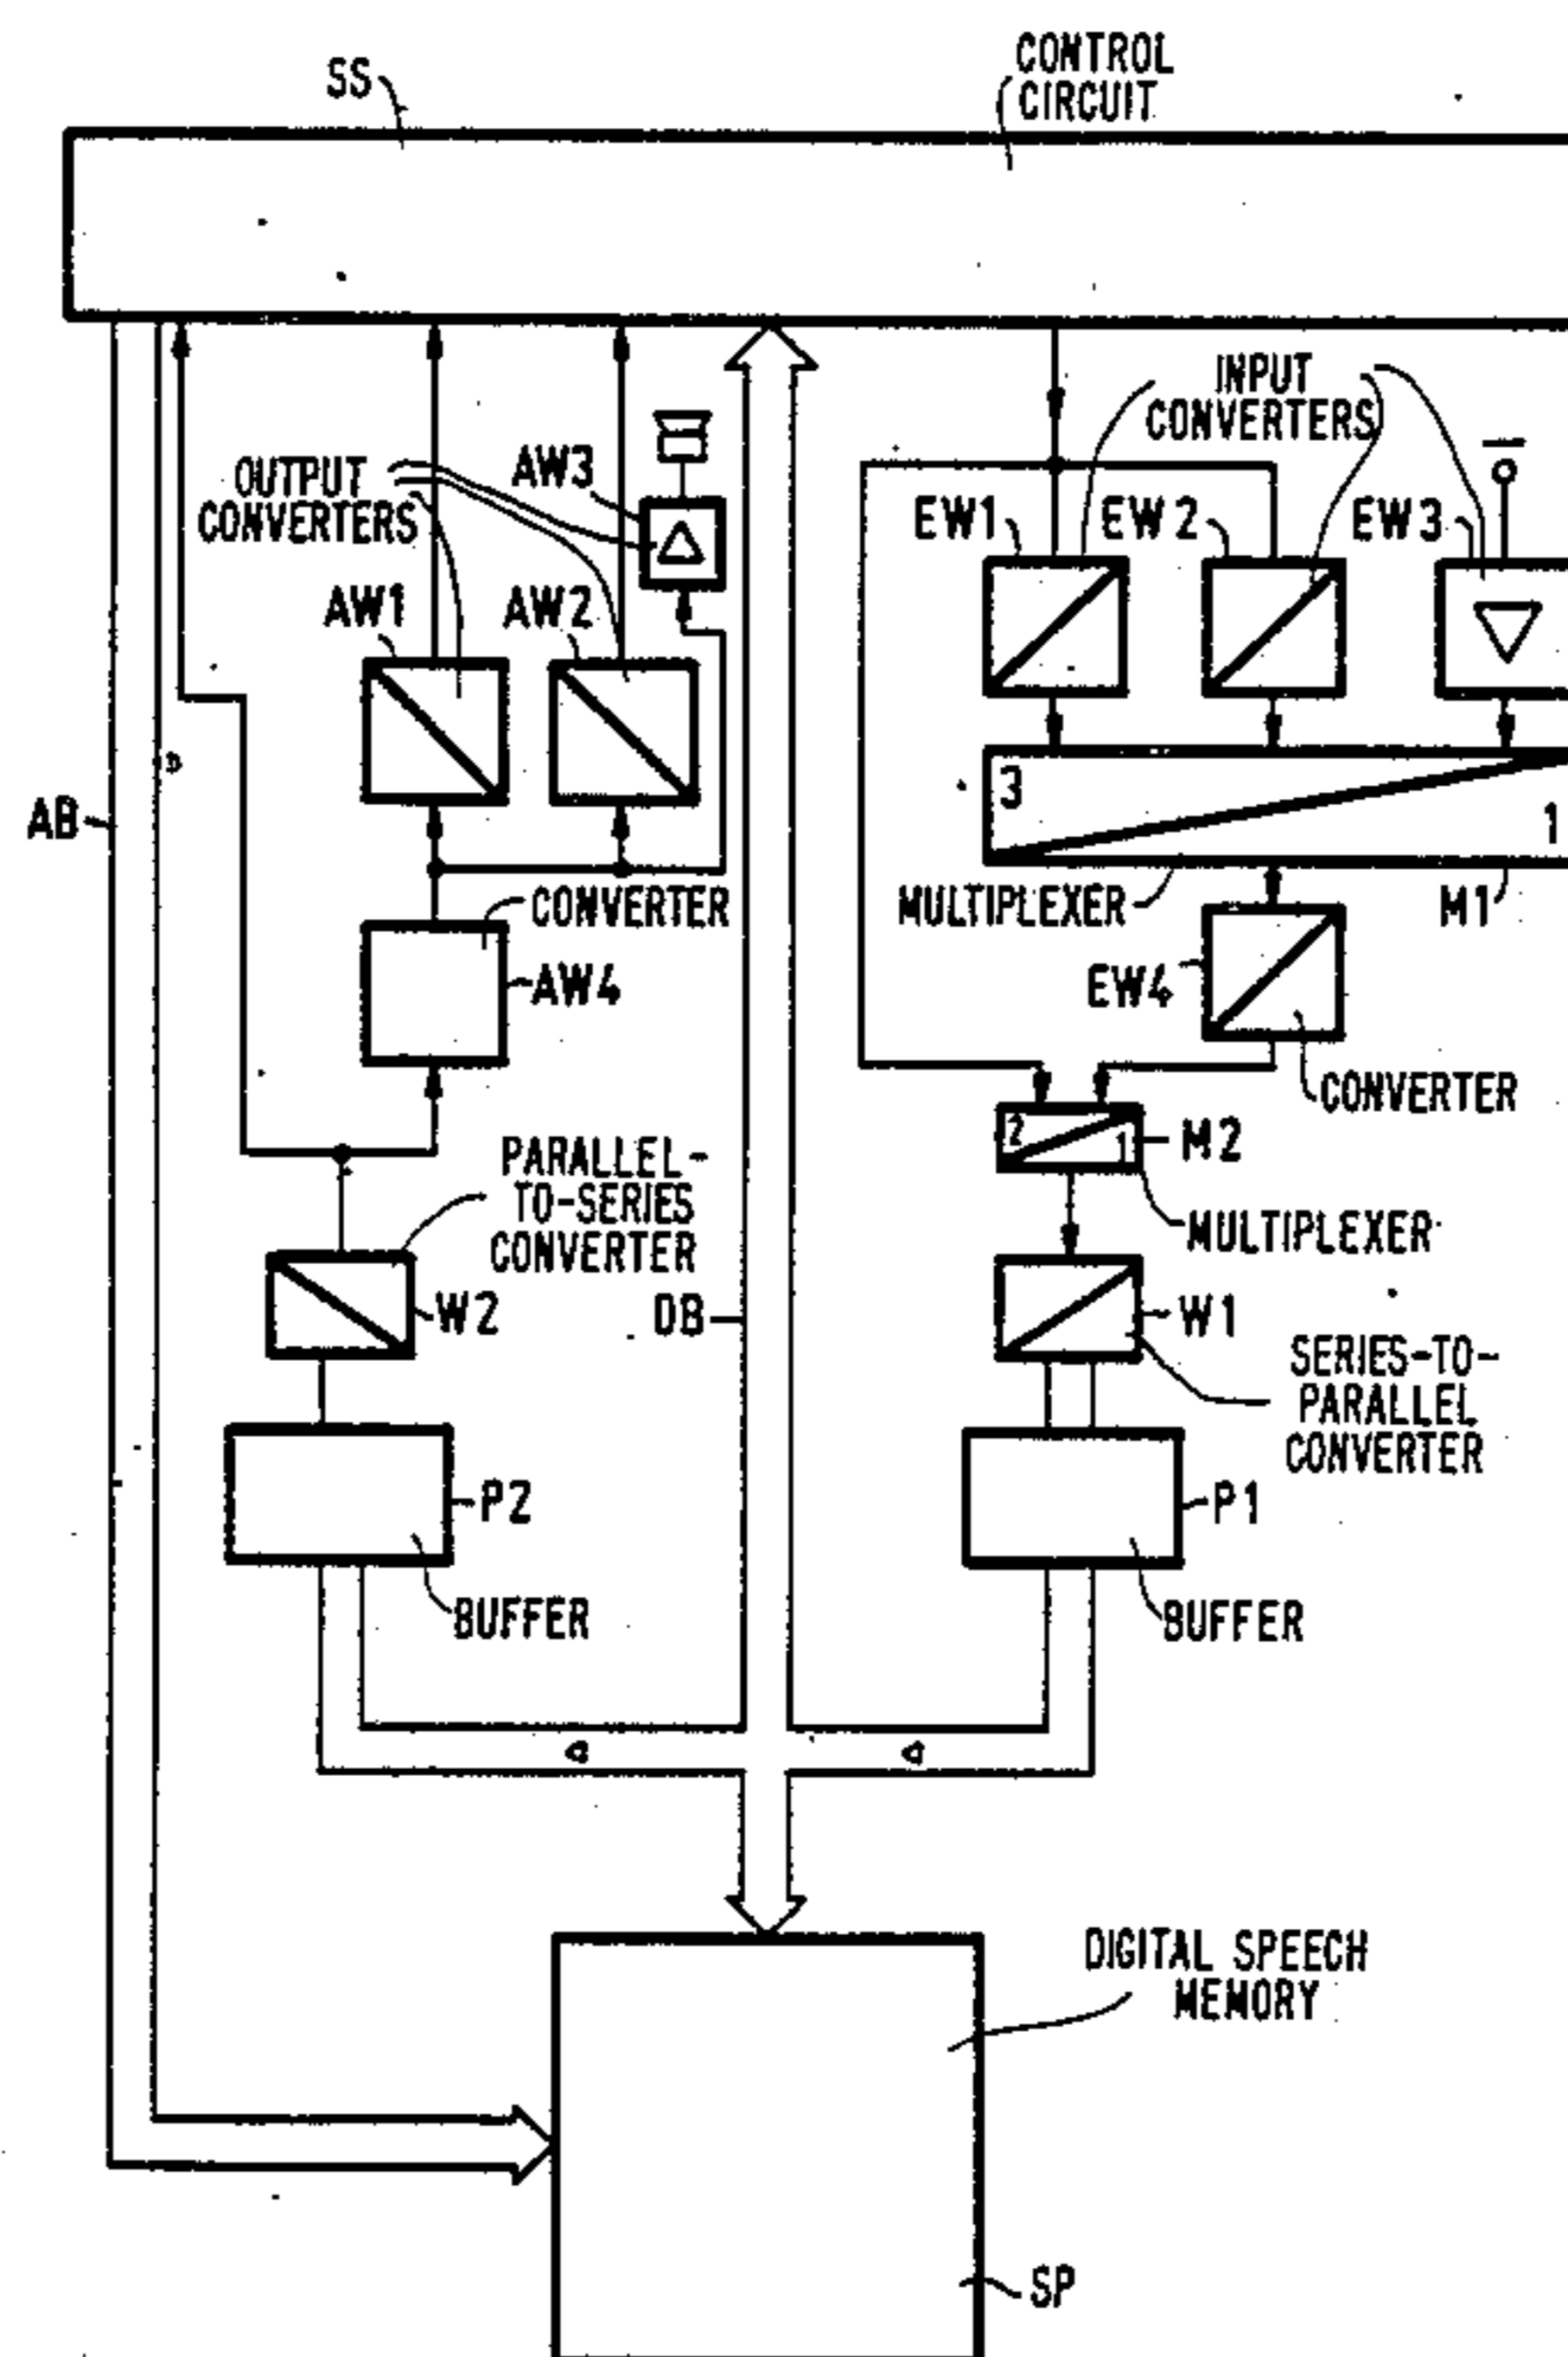 SS
CONTROL
CIRCUIT
INPUT
CONVERTERS
OUTPUT
CONVERTERS
AW3
EW1
EW2
EW3
AW1
AW2
3
1
AB
MULTIPLEXER
M1
CONVERTER
AW4
EW4
CONVERTER
2
1
M2
PARALLEL-
TO-SERIES
CONVERTER
MULTIPLEXER
W2
DB
W1
SERIES-TO-
PARALLEL
CONVERTER
P2
P1
BUFFER
BUFFER
DIGITAL SPEECH
MEMORY
SP